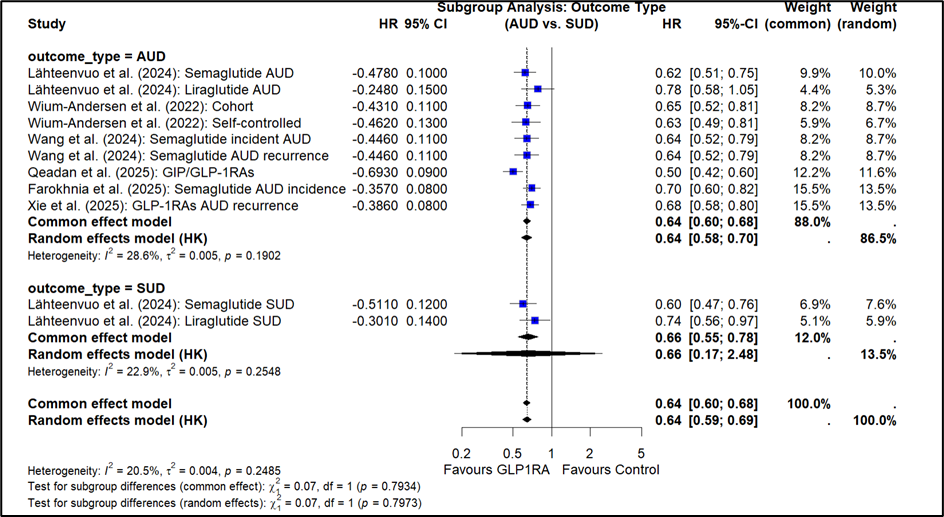 Subgroup Analysis: Outcome Type Weight Weight
Study HR 95% CI (AUD vs. SUD) HR 95%-CI (common) (random)
outcome_type = AUD
Lähteenvuo et al. (2024): Semaglutide AUD -0.4780 0.1000 0.62 [0.51; 0.75] 9.9% 10.0%
Lähteenvuo et al. (2024): Liraglutide AUD -0.2480 0.1500 0.78 [0.58; 1.05] 4.4% 5.3%
Wium-Andersen et al. (2022): Cohort -0.4310 0.1100 0.65 [0.52; 0.81] 8.2% 8.7%
Wium-Andersen et al. (2022): Self-controlled -0.4620 0.1300 0.63 [0.49; 0.81] 5.9% 6.7%
Wang et al. (2024): Semaglutide incident AUD -0.4460 0.1100 0.64 [0.52; 0.79] 8.2% 8.7%
Wang et al. (2024): Semaglutide AUD recurrence -0.4460 0.1100 0.64 [0.52; 0.79] 8.2% 8.7%
Qeadan et al. (2025): GIP/GLP-1RAs -0.6930 0.0900 0.50 [0.42; 0.60] 12.2% 11.6%
Farokhnia et al. (2025): Semaglutide AUD incidence -0.3570 0.0800 0.70 [0.60; 0.82] 15.5% 13.5%
Xie et al. (2025): GLP-1RAs AUD recurrence -0.3860 0.0800 0.68 [0.58; 0.80] 15.5% 13.5%
Common effect model 0.64 [0.60; 0.68] 88.0% .
Random effects model (HK) 0.64 [0.58; 0.70] . 86.5%
Heterogeneity: I² = 28.6%, τ² = 0.005, p = 0.1902
outcome_type = SUD
Lähteenvuo et al. (2024): Semaglutide SUD -0.5110 0.1200 0.60 [0.47; 0.76] 6.9% 7.6%
Lähteenvuo et al. (2024): Liraglutide SUD -0.3010 0.1400 0.74 [0.56; 0.97] 5.1% 5.9%
Common effect model 0.66 [0.55; 0.78] 12.0% .
Random effects model (HK) 0.66 [0.17; 2.48] . 13.5%
Heterogeneity: I² = 22.9%, τ² = 0.005, p = 0.2548
Common effect model 0.64 [0.60; 0.68] 100.0% .
Random effects model (HK) 0.64 [0.59; 0.69] . 100.0%
0.2 0.5 1 2 5
Favours GLP1RA Favours Control
Heterogeneity: I² = 20.5%, τ² = 0.004, p = 0.2485
Test for subgroup differences (common effect): χ²₁ = 0.07, df = 1 (p = 0.7934)
Test for subgroup differences (random effects): χ²₁ = 0.07, df = 1 (p = 0.7973)